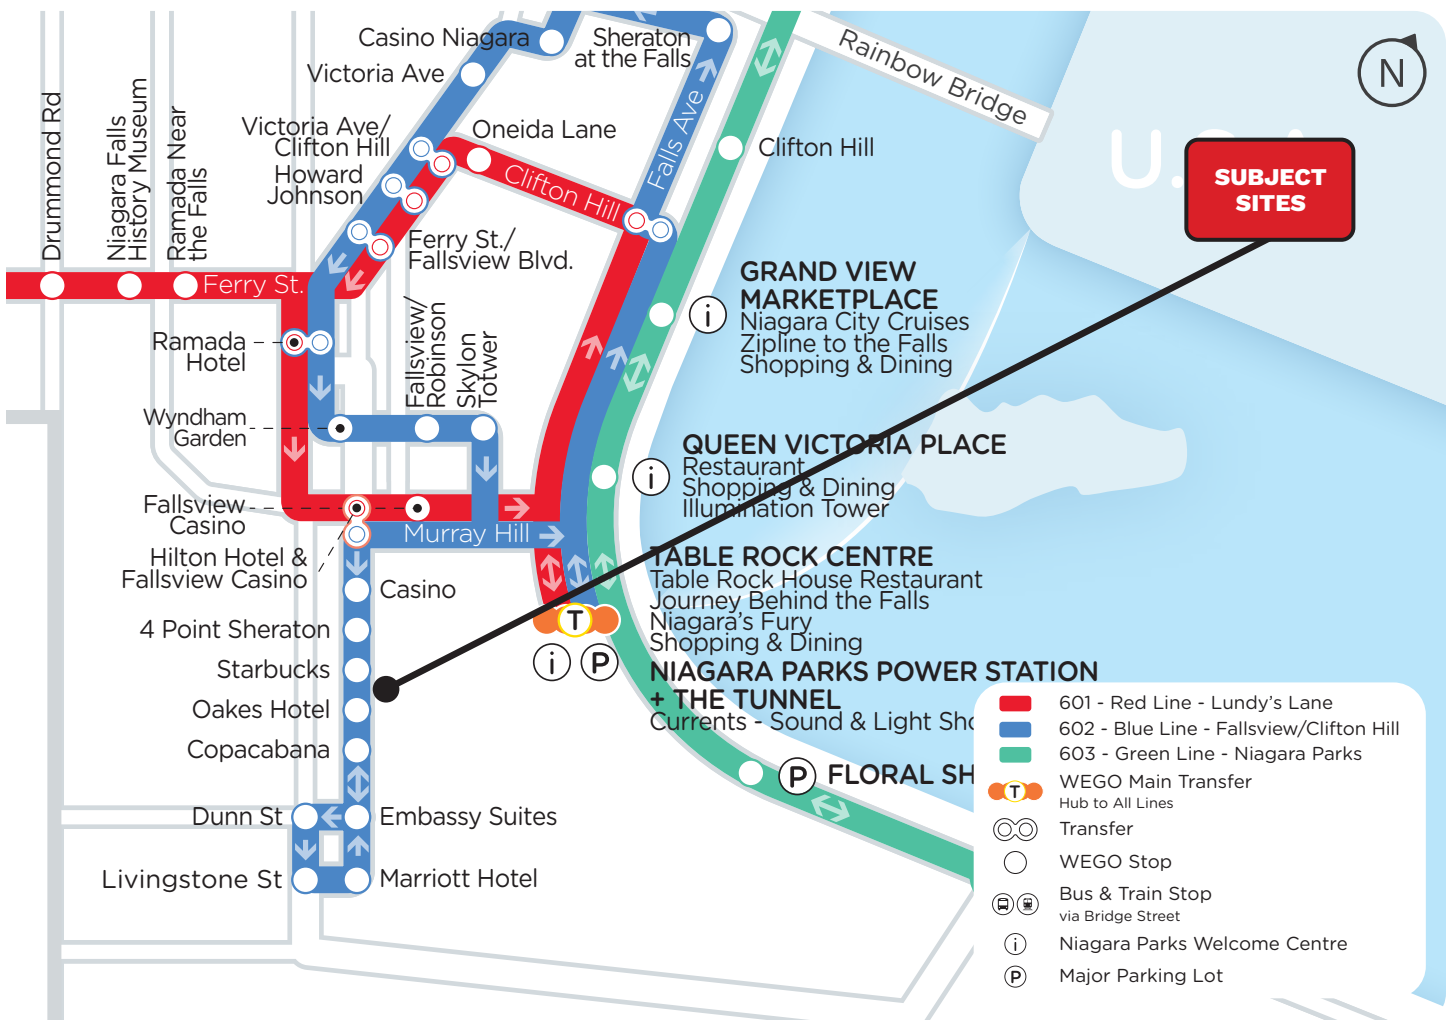 Casino Niagara
Victoria Ave
Sheraton
at the Falls
Rainbow Bridge
N
Drummond Rd
Niagara Falls
History Museum
Ramada Near
the Falls
Victoria Ave/
Clifton Hill
Howard
Johnson
Oneida Lane
Clifton Hill
Falls Ave
Clifton Hill
U.S.A
SUBJECT
SITES
Ferry St./
Fallsview Blvd.
Ferry St.
GRAND VIEW
MARKETPLACE
Niagara City Cruises
Zipline to the Falls
Shopping & Dining
i
Ramada
Hotel
Fallsview/
Robinson
Skylon
Totwer
Wyndham
Garden
QUEEN VICTORIA PLACE
Restaurant
Shopping & Dining
Illumination Tower
i
Fallsview
Casino
Murray Hill
Hilton Hotel &
Fallsview Casino
TABLE ROCK CENTRE
Table Rock House Restaurant
Journey Behind the Falls
Niagara's Fury
Shopping & Dining
Casino
4 Point Sheraton
T
i P
Starbucks
NIAGARA PARKS POWER STATION
+ THE TUNNEL
Currents - Sound & Light Sho
Oakes Hotel
Copacabana
P FLORAL SH
Dunn St
Embassy Suites
Livingstone St
Marriott Hotel
601 - Red Line - Lundy's Lane
602 - Blue Line - Fallsview/Clifton Hill
603 - Green Line - Niagara Parks
T WEGO Main Transfer
Hub to All Lines
Transfer
WEGO Stop
Bus & Train Stop
via Bridge Street
i Niagara Parks Welcome Centre
P Major Parking Lot